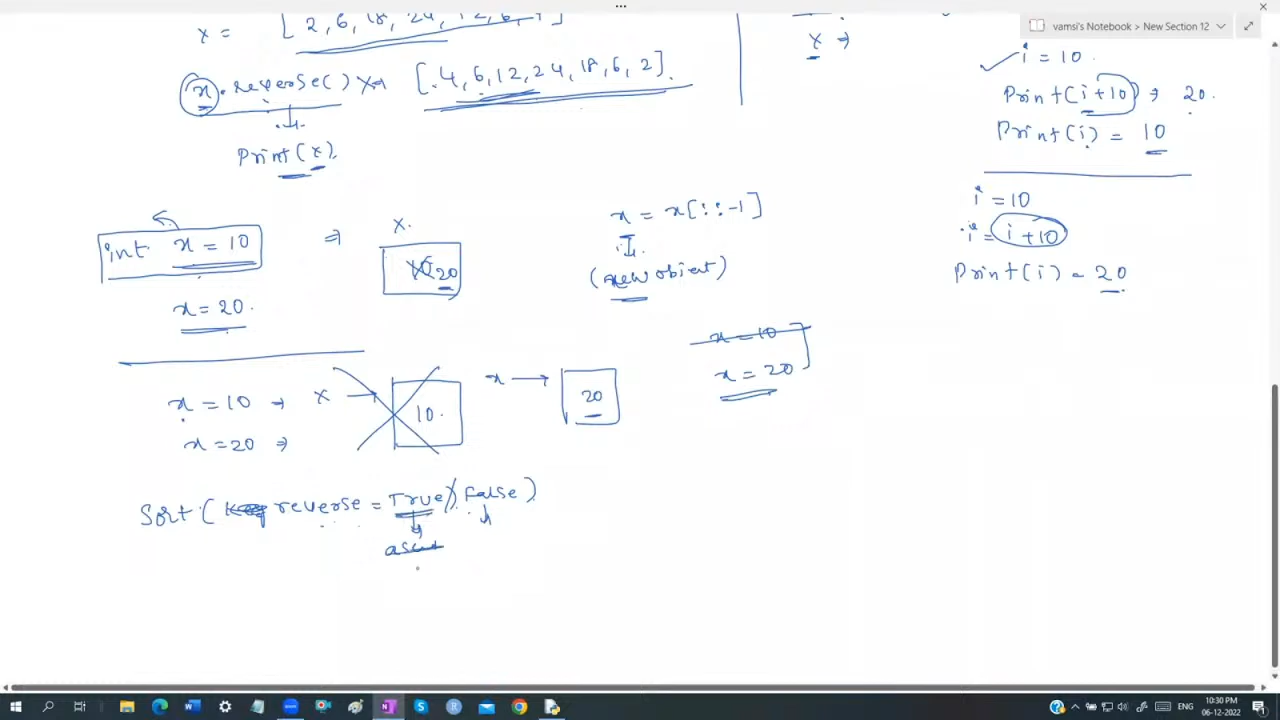 vamsi's Notebook > New Section 12
x = [2, 6, 18, 24, 12, 6, 4]
x.reverse() [4, 6, 12, 24, 18, 6, 2].
Print(x).
x ⇒
i = 10
Print(i+10) ⇒ 20.
Print(i) = 10
i = 10
i = i+10
Print(i) = 20
int x = 10 ⇒
x = 20.
x.
20
x = x[::-1]
(new object)
x = 10
x = 20
x = 10 → x → 10.
x = 20 ⇒
x → 20
Sort( reverse = True / False )
10:30 PM
ENG
06-12-2022